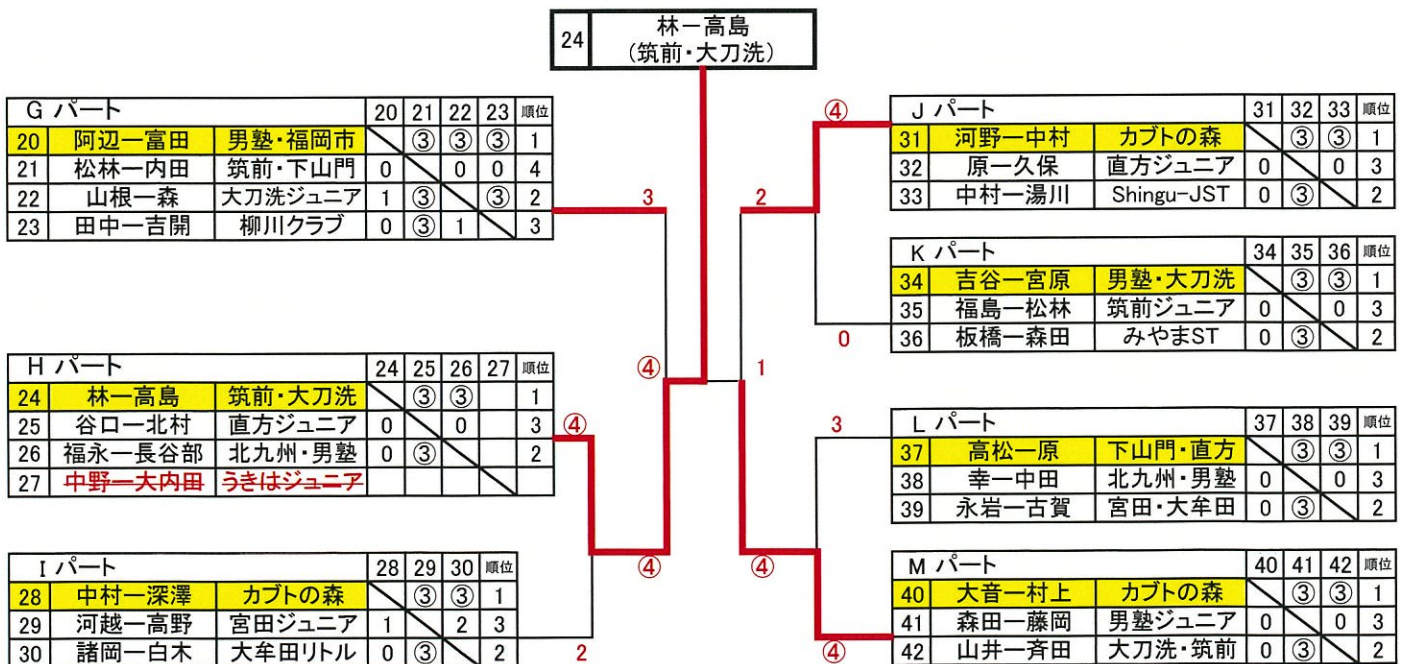 24 林ー高島
(筑前・大刀洗)
G パート 20 21 22 23 順位
20 阿辺ー富田 男塾・福岡市 ③ ③ ③ 1
21 松林ー内田 筑前・下山門 0 0 0 4
22 山根ー森 大刀洗ジュニア 1 ③ ③ 2
23 田中ー吉開 柳川クラブ 0 ③ 1 3
3
H パート 24 25 26 27 順位
24 林ー高島 筑前・大刀洗 ③ ③ 1
25 谷口ー北村 直方ジュニア 0 0 3
26 福永ー長谷部 北九州・男塾 0 ③ 2
27 中野ー大内田 うきはジュニア
④
④
④
I パート 28 29 30 順位
28 中村ー深澤 カブトの森 ③ ③ 1
29 河越ー高野 宮田ジュニア 1 2 3
30 諸岡ー白木 大牟田リトル 0 ③ 2
2
④
J パート 31 32 33 順位
31 河野ー中村 カブトの森 ③ ③ 1
32 原ー久保 直方ジュニア 0 0 3
33 中村ー湯川 Shingu-JST 0 ③ 2
2
K パート 34 35 36 順位
34 吉谷ー宮原 男塾・大刀洗 ③ ③ 1
35 福島ー松林 筑前ジュニア 0 0 3
36 板橋ー森田 みやまST 0 ③ 2
0
1
3
L パート 37 38 39 順位
37 高松ー原 下山門・直方 ③ ③ 1
38 幸ー中田 北九州・男塾 0 0 3
39 永岩ー古賀 宮田・大牟田 0 ③ 2
④
M パート 40 41 42 順位
40 大音ー村上 カブトの森 ③ ③ 1
41 森田ー藤岡 男塾ジュニア 0 0 3
42 山井ー斉田 大刀洗・筑前 0 ③ 2
④